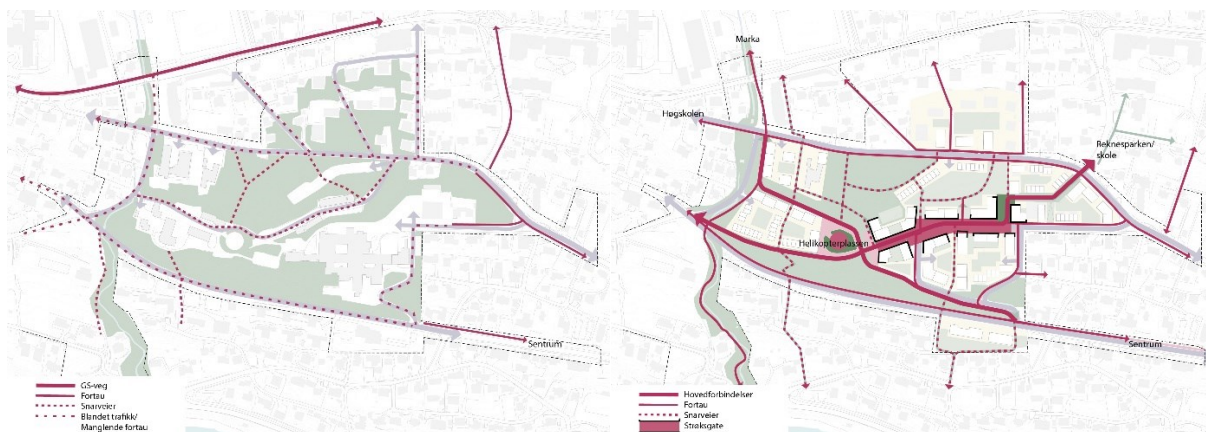 Sentrum
GS-veg
Fortau
Snarveier
Blandet trafikk/
Manglende fortau
Marka
Høgskolen
Reknesparken/
skole
Helikopterplassen
Sentrum
Hovedforbindelser
Fortau
Snarveier
Strøksgate